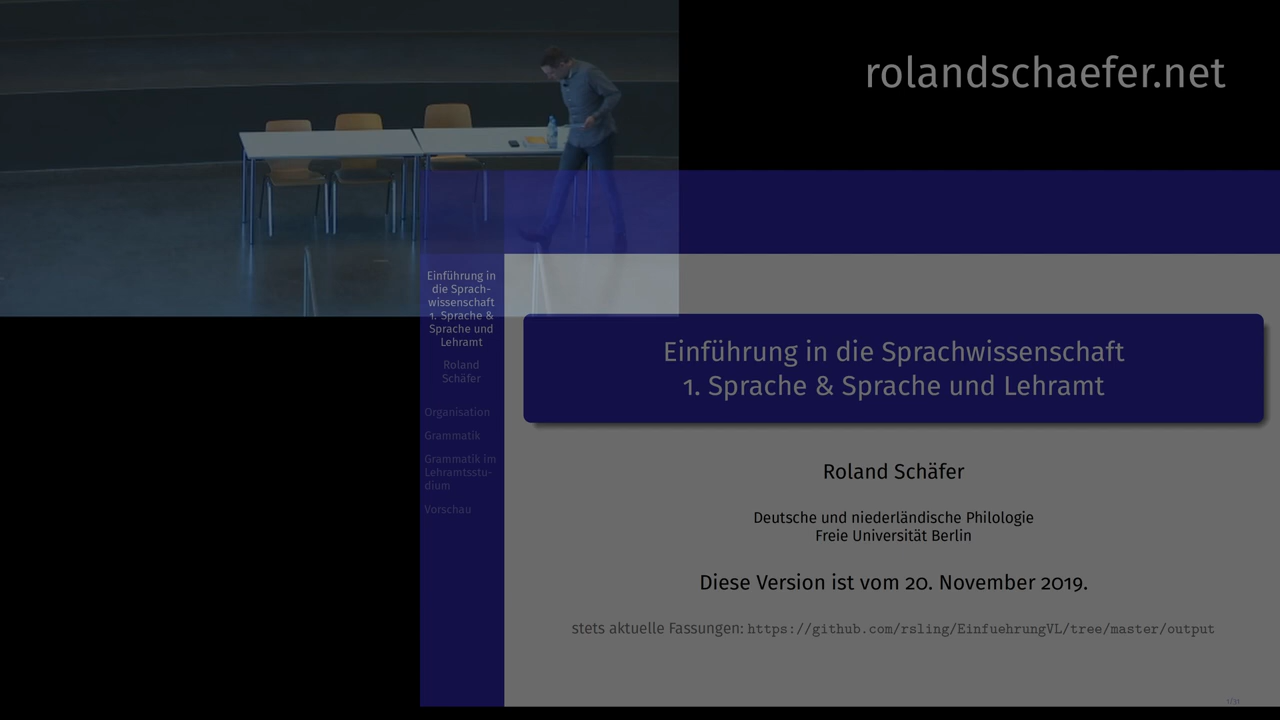 rolandschaefer.net
Einführung in
die Sprach-
wissenschaft
1. Sprache &
Sprache und
Lehramt
Roland
Schäfer
Organisation
Grammatik
Grammatik im
Lehramtsstu-
dium
Vorschau
Einführung in die Sprachwissenschaft
1. Sprache & Sprache und Lehramt
Roland Schäfer
Deutsche und niederländische Philologie
Freie Universität Berlin
Diese Version ist vom 20. November 2019.
stets aktuelle Fassungen: https://github.com/rsling/EinfuehrungVL/tree/master/output